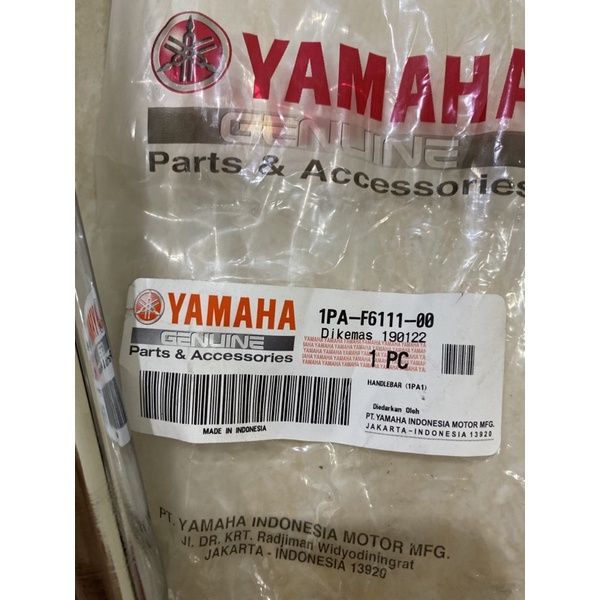 YAMAHA
GENUINE
Parts & Accessories
YAMAHA
GENUINE
Parts & Accessories
1PA-F6111-00
Dikemas 190122
1 PC
HANDLEBAR (1PA1)
MADE IN INDONESIA
Diedarkan Oleh
PT. YAMAHA INDONESIA MOTOR MFG.
JAKARTA-INDONESIA 13920
PT. YAMAHA INDONESIA MOTOR MFG.
Jl. DR. KRT. Radjiman Widyodiningrat
JAKARTA - INDONESIA 13920